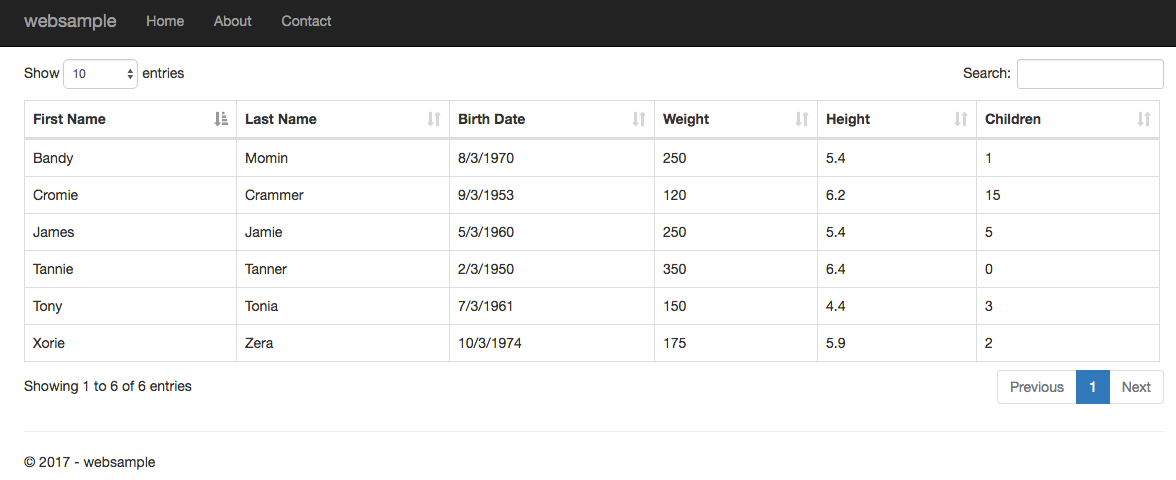 websample Home About Contact
Show 10 entries Search:
First Name Last Name Birth Date Weight Height Children
Bandy Momin 8/3/1970 250 5.4 1
Cromie Crammer 9/3/1953 120 6.2 15
James Jamie 5/3/1960 250 5.4 5
Tannie Tanner 2/3/1950 350 6.4 0
Tony Tonia 7/3/1961 150 4.4 3
Xorie Zera 10/3/1974 175 5.9 2
Showing 1 to 6 of 6 entries Previous 1 Next
© 2017 - websample